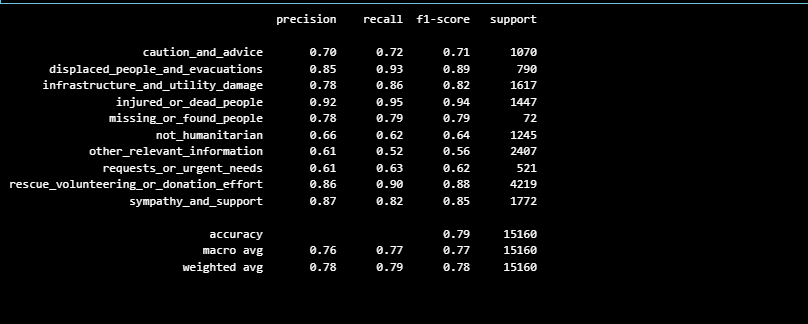 precision recall f1-score support
caution_and_advice 0.70 0.72 0.71 1070
displaced_people_and_evacuations 0.85 0.93 0.89 790
infrastructure_and_utility_damage 0.78 0.86 0.82 1617
injured_or_dead_people 0.92 0.95 0.94 1447
missing_or_found_people 0.78 0.79 0.79 72
not_humanitarian 0.66 0.62 0.64 1245
other_relevant_information 0.61 0.52 0.56 2407
requests_or_urgent_needs 0.61 0.63 0.62 521
rescue_volunteering_or_donation_effort 0.86 0.90 0.88 4219
sympathy_and_support 0.87 0.82 0.85 1772
accuracy 0.79 15160
macro avg 0.76 0.77 0.77 15160
weighted avg 0.78 0.79 0.78 15160